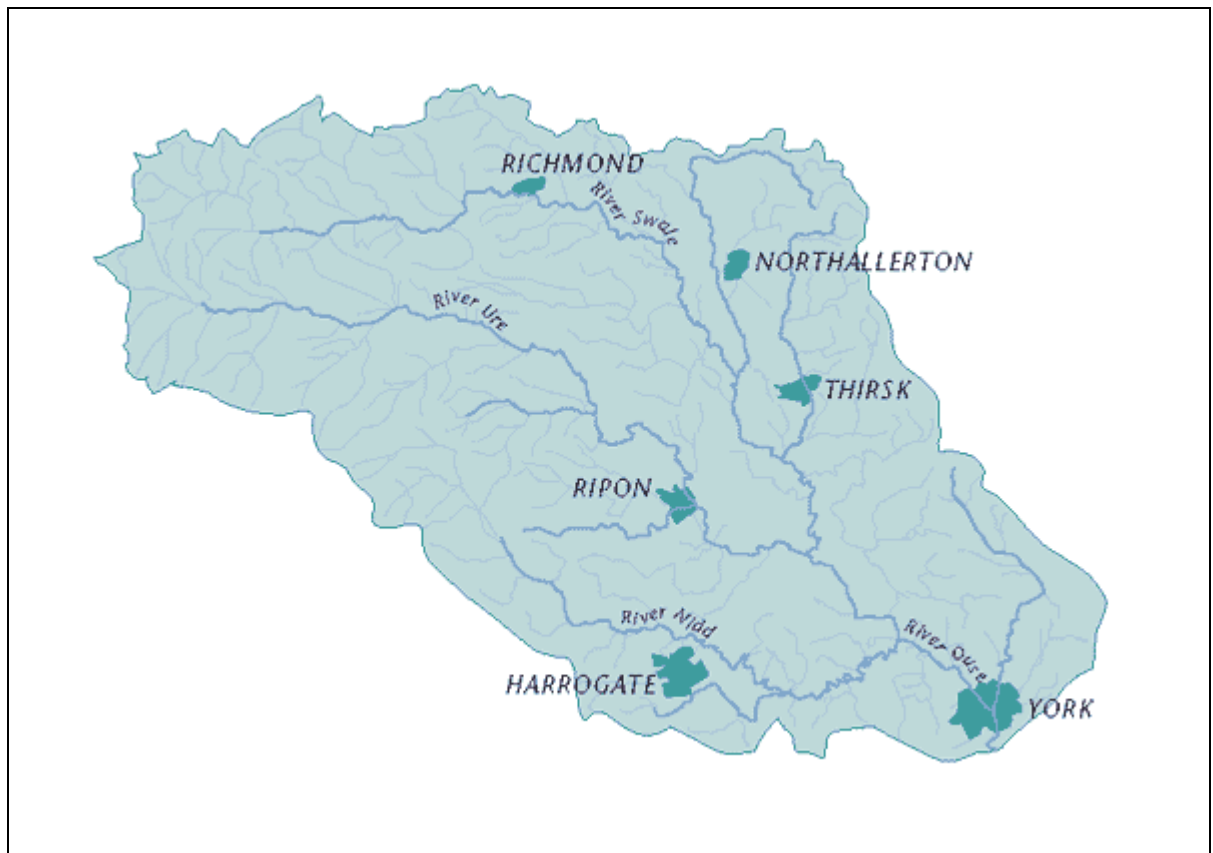 RICHMOND
River Swale
NORTHALLERTON
River Ure
THIRSK
RIPON
River Nidd
River Ouse
HARROGATE
YORK